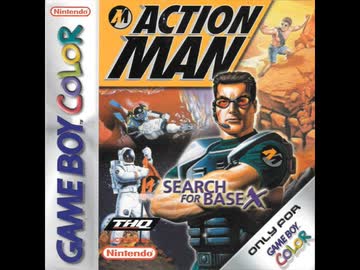 Nintendo
GAME BOY COLOR
ACTION
MAN
SEARCH
FOR BASE X
THQ
Nintendo
ONLY FOR
GAME BOY
COLOR